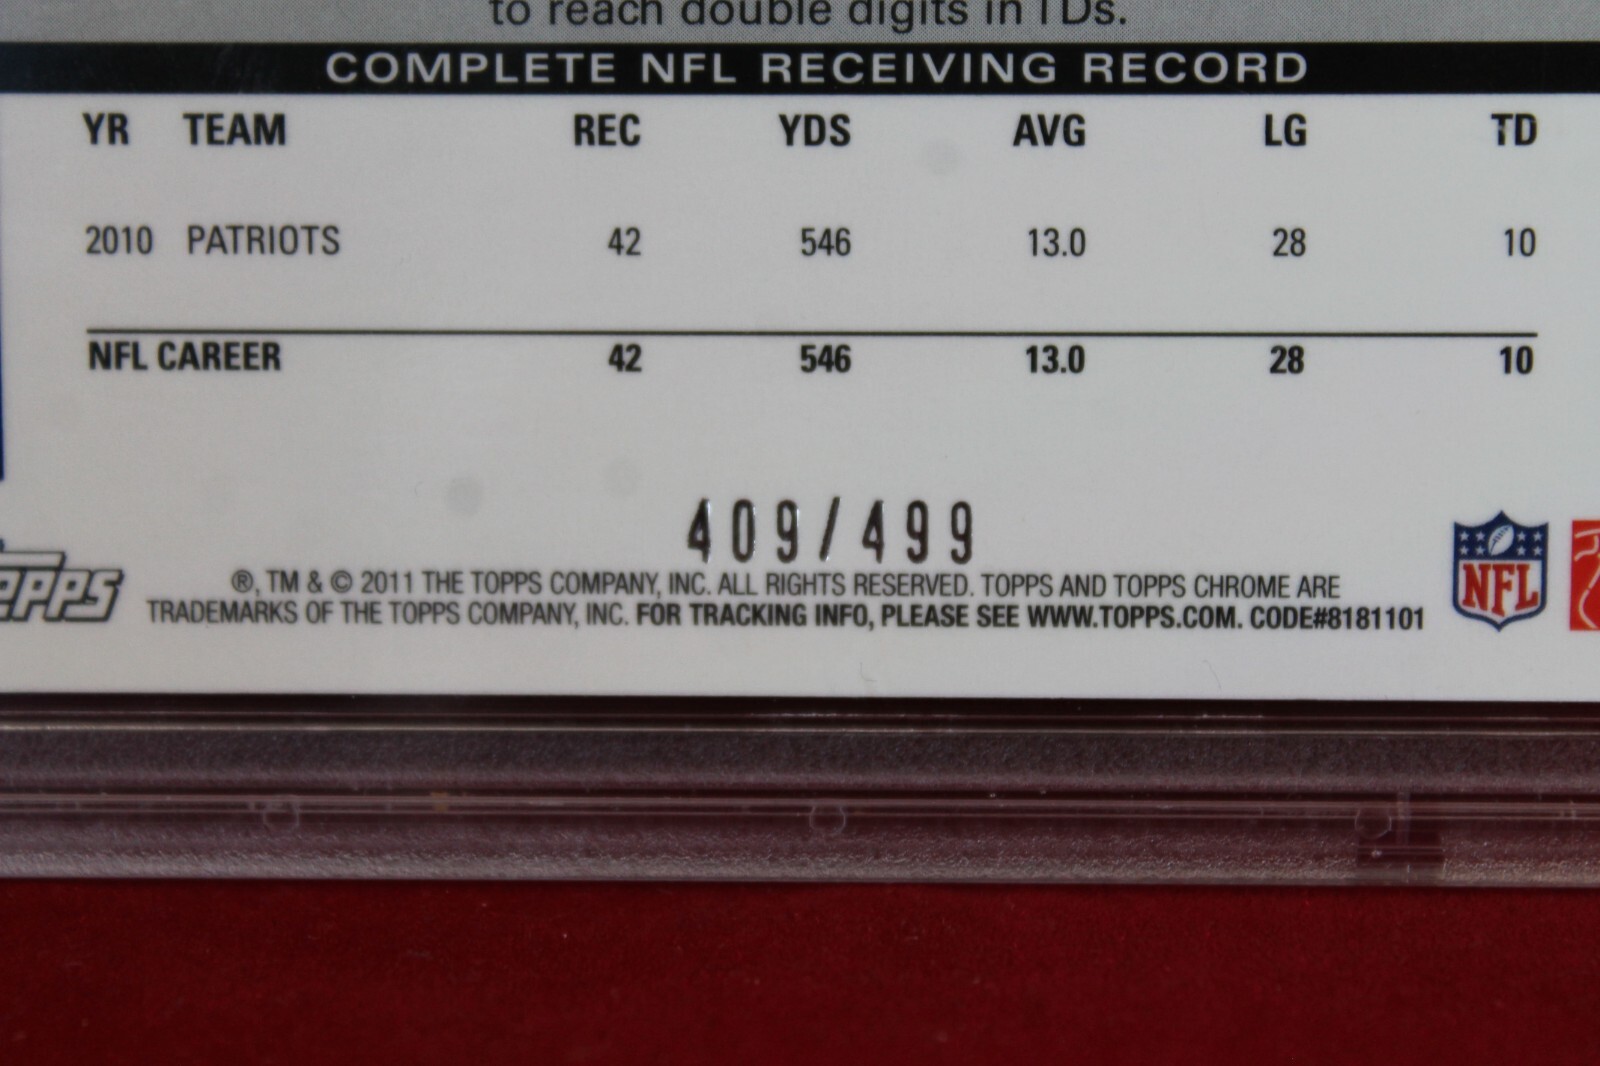 to reach double digits in TDs.
COMPLETE NFL RECEIVING RECORD
YR TEAM REC YDS AVG LG TD
2010 PATRIOTS 42 546 13.0 28 10
NFL CAREER 42 546 13.0 28 10
409/499
®, TM & © 2011 THE TOPPS COMPANY, INC. ALL RIGHTS RESERVED. TOPPS AND TOPPS CHROME ARE
TRADEMARKS OF THE TOPPS COMPANY, INC. FOR TRACKING INFO, PLEASE SEE WWW.TOPPS.COM. CODE#8181101
TOPPS
NFL